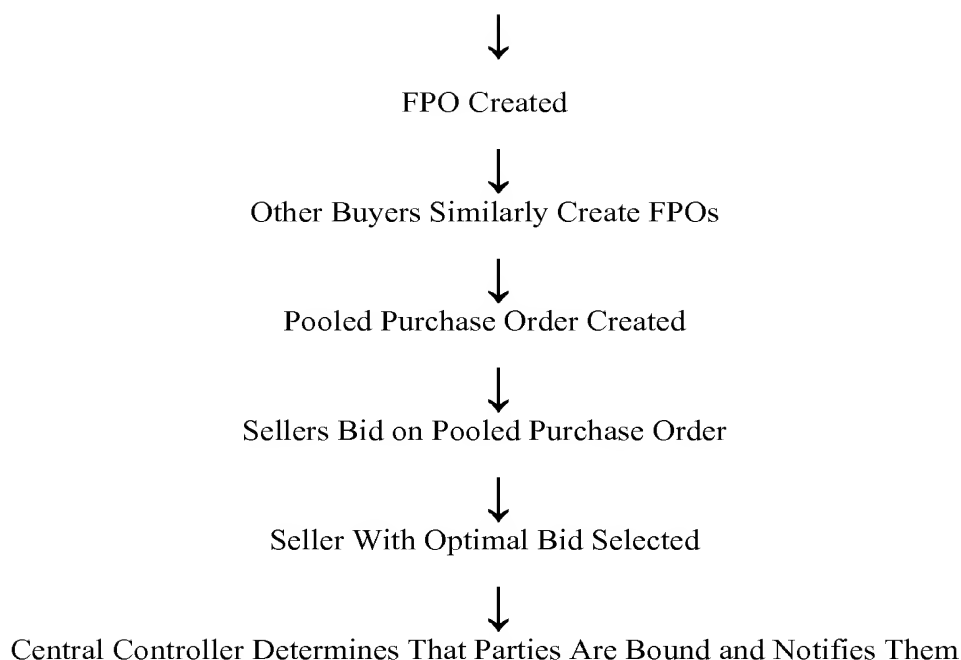 FPO Created
Other Buyers Similarly Create FPOs
Pooled Purchase Order Created
Sellers Bid on Pooled Purchase Order
Seller With Optimal Bid Selected
Central Controller Determines That Parties Are Bound and Notifies Them